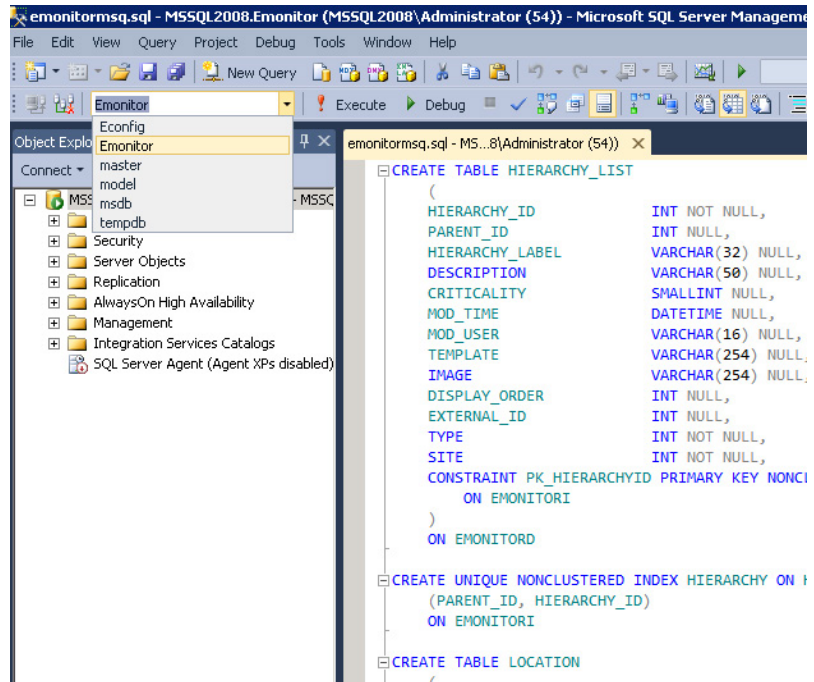 emonitormsq.sql - MSSQL2008.Emonitor (MSSQL2008\Administrator (54)) - Microsoft SQL Server Manageme
File Edit View Query Project Debug Tools Window Help
New Query
Emonitor Execute Debug
Econfig
Emonitor
master
model
msdb
tempdb
Object Explo
Connect
MSS - MSSQ
Security
Server Objects
Replication
AlwaysOn High Availability
Management
Integration Services Catalogs
SQL Server Agent (Agent XPs disabled)
emonitormsq.sql - MS...8\Administrator (54))
CREATE TABLE HIERARCHY_LIST
(
HIERARCHY_ID INT NOT NULL,
PARENT_ID INT NULL,
HIERARCHY_LABEL VARCHAR(32) NULL,
DESCRIPTION VARCHAR(50) NULL,
CRITICALITY SMALLINT NULL,
MOD_TIME DATETIME NULL,
MOD_USER VARCHAR(16) NULL,
TEMPLATE VARCHAR(254) NULL,
IMAGE VARCHAR(254) NULL,
DISPLAY_ORDER INT NULL,
EXTERNAL_ID INT NULL,
TYPE INT NOT NULL,
SITE INT NOT NULL,
CONSTRAINT PK_HIERARCHYID PRIMARY KEY NONCL
ON EMONITORI
)
ON EMONITORD
CREATE UNIQUE NONCLUSTERED INDEX HIERARCHY ON H
(PARENT_ID, HIERARCHY_ID)
ON EMONITORI
CREATE TABLE LOCATION
(